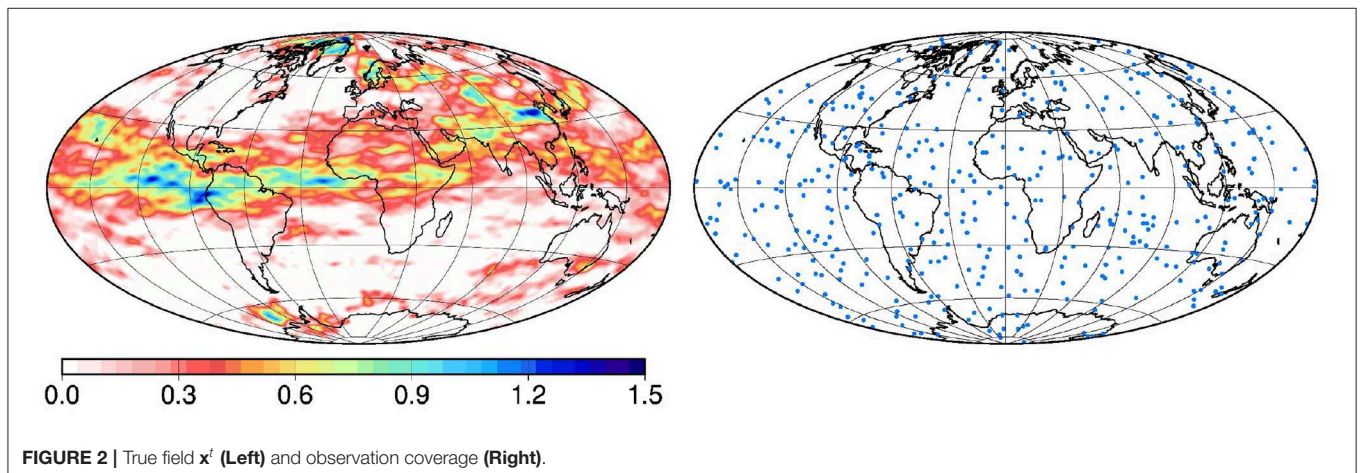 0.0 0.3 0.6 0.9 1.2 1.5
FIGURE 2 | True field xᵗ (Left) and observation coverage (Right).